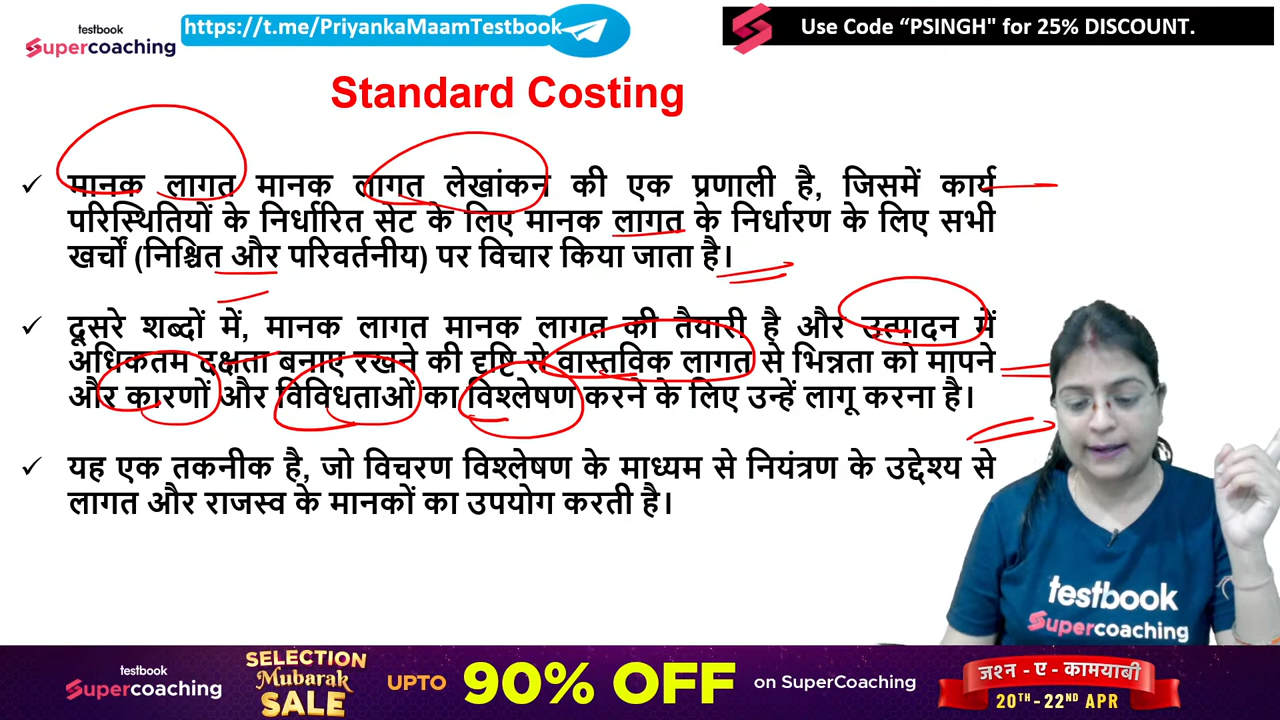 testbook
Supercoaching
https://t.me/PriyankaMaamTestbook
Use Code “PSINGH" for 25% DISCOUNT.
Standard Costing
✓ मानक लागत मानक लागत लेखांकन की एक प्रणाली है, जिसमें कार्य
परिस्थितियों के निर्धारित सेट के लिए मानक लागत के निर्धारण के लिए सभी
खर्चों (निश्चित और परिवर्तनीय) पर विचार किया जाता है।
✓ दूसरे शब्दों में, मानक लागत मानक लागत की तैयारी है और उत्पादन में
अधिकतम दक्षता बनाए रखने की दृष्टि से वास्तविक लागत से भिन्नता को मापने
और कारणों और विविधताओं का विश्लेषण करने के लिए उन्हें लागू करना है।
✓ यह एक तकनीक है, जो विचरण विश्लेषण के माध्यम से नियंत्रण के उद्देश्य से
लागत और राजस्व के मानकों का उपयोग करती है।
testbook
Supercoaching
testbook
Supercoaching
SELECTION
Mubarak
SALE
UPTO 90% OFF on SuperCoaching
जश्न - ए - कामयाबी
20TH - 22ND APR